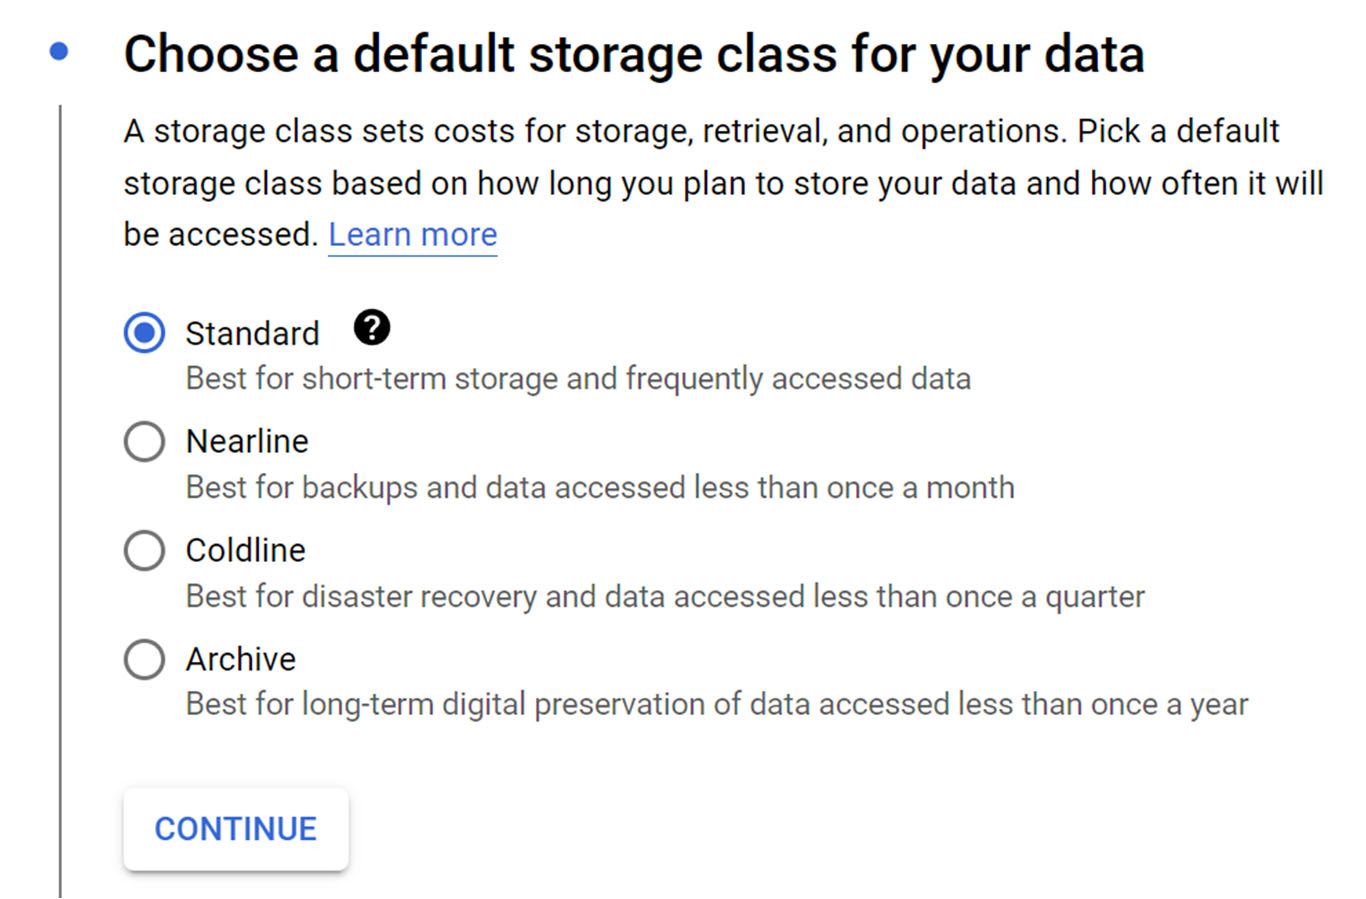 Choose a default storage class for your data
A storage class sets costs for storage, retrieval, and operations. Pick a default
storage class based on how long you plan to store your data and how often it will
be accessed. Learn more
Standard ?
Best for short-term storage and frequently accessed data
Nearline
Best for backups and data accessed less than once a month
Coldline
Best for disaster recovery and data accessed less than once a quarter
Archive
Best for long-term digital preservation of data accessed less than once a year
CONTINUE